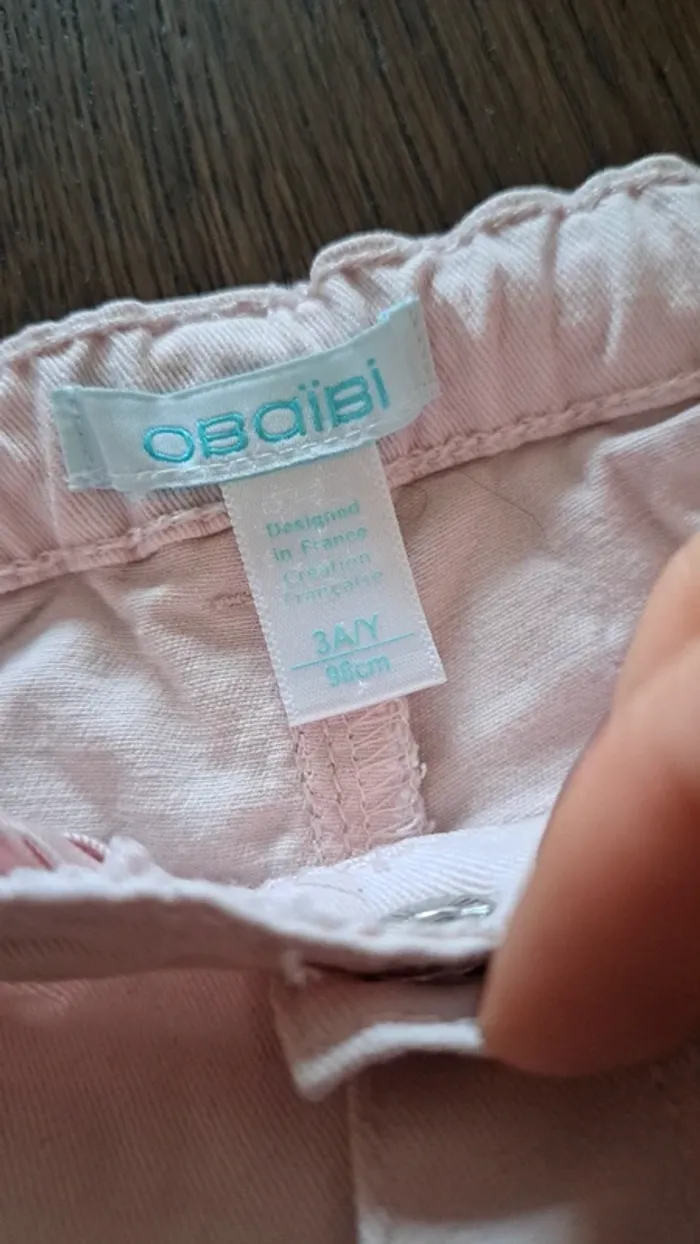 OBaïBi
Designed
in France
Création
Française
3A/Y
98cm